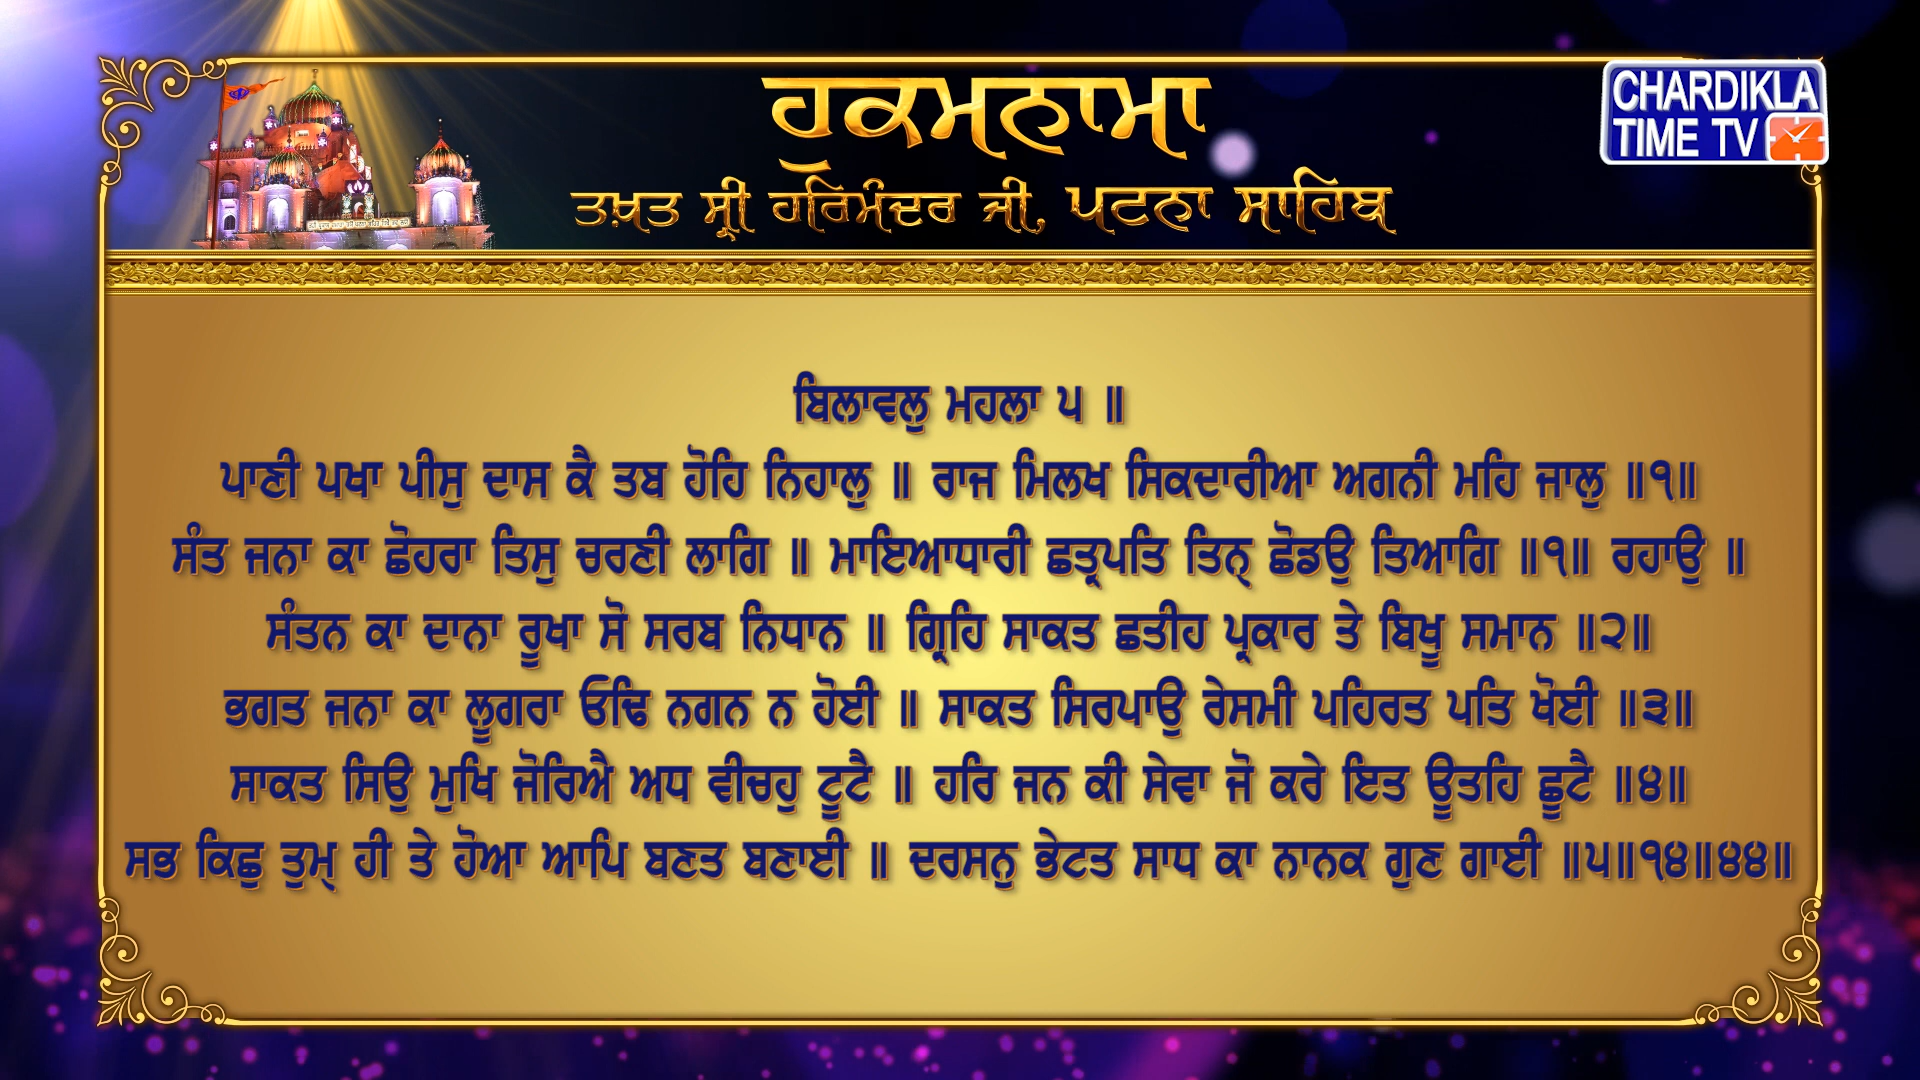 ਹੁਕਮਨਾਮਾ
ਤਖ਼ਤ ਸ੍ਰੀ ਹਰਿਮੰਦਰ ਜੀ, ਪਟਨਾ ਸਾਹਿਬ
CHARDIKLA
TIME TV
ਬਿਲਾਵਲੁ ਮਹਲਾ ੫ ॥
ਪਾਣੀ ਪਖਾ ਪੀਸੁ ਦਾਸ ਕੈ ਤਬ ਹੋਹਿ ਨਿਹਾਲੁ ॥ ਰਾਜ ਮਿਲਖ ਸਿਕਦਾਰੀਆ ਅਗਨੀ ਮਹਿ ਜਾਲੁ ॥੧॥
ਸੰਤ ਜਨਾ ਕਾ ਛੋਹਰਾ ਤਿਸੁ ਚਰਣੀ ਲਾਗਿ ॥ ਮਾਇਆਧਾਰੀ ਛਤ੍ਰਪਤਿ ਤਿਨ੍ ਛੋਡਉ ਤਿਆਗਿ ॥੧॥ ਰਹਾਉ ॥
ਸੰਤਨ ਕਾ ਦਾਨਾ ਰੂਖਾ ਸੋ ਸਰਬ ਨਿਧਾਨ ॥ ਗ੍ਰਿਹਿ ਸਾਕਤ ਛਤੀਹ ਪ੍ਰਕਾਰ ਤੇ ਬਿਖੂ ਸਮਾਨ ॥੨॥
ਭਗਤ ਜਨਾ ਕਾ ਲੂਗਰਾ ਓਢਿ ਨਗਨ ਨ ਹੋਈ ॥ ਸਾਕਤ ਸਿਰਪਾਉ ਰੇਸਮੀ ਪਹਿਰਤ ਪਤਿ ਖੋਈ ॥੩॥
ਸਾਕਤ ਸਿਉ ਮੁਖਿ ਜੋਰਿਐ ਅਧ ਵੀਚਹੁ ਟੂਟੈ ॥ ਹਰਿ ਜਨ ਕੀ ਸੇਵਾ ਜੋ ਕਰੇ ਇਤ ਊਤਹਿ ਛੂਟੈ ॥੪॥
ਸਭ ਕਿਛੁ ਤੁਮ੍ ਹੀ ਤੇ ਹੋਆ ਆਪਿ ਬਣਤ ਬਣਾਈ ॥ ਦਰਸਨੁ ਭੇਟਤ ਸਾਧ ਕਾ ਨਾਨਕ ਗੁਣ ਗਾਈ ॥੫॥੧੪॥੪੪॥